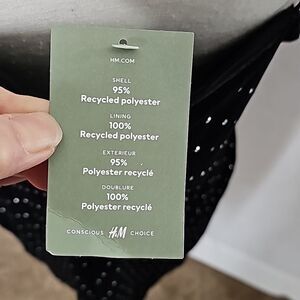 HM.COM
SHELL
95%
Recycled polyester
LINING
100%
Recycled polyester
EXTERIEUR
95%
Polyester recyclé
DOUBLURE
100%
Polyester recyclé
CONSCIOUS H&M CHOICE